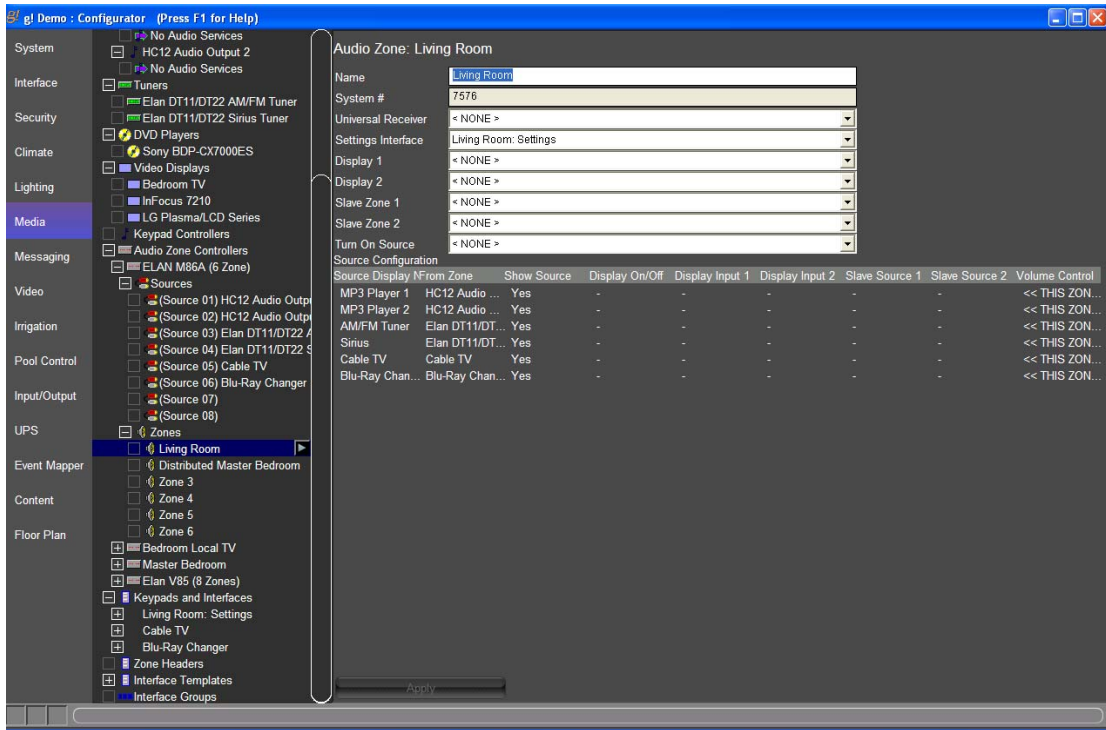 g! Demo : Configurator (Press F1 for Help)
System
Interface
Security
Climate
Lighting
Media
Messaging
Video
Irrigation
Pool Control
Input/Output
UPS
Event Mapper
Content
Floor Plan
No Audio Services
HC12 Audio Output 2
No Audio Services
Tuners
Elan DT11/DT22 AM/FM Tuner
Elan DT11/DT22 Sirius Tuner
DVD Players
Sony BDP-CX7000ES
Video Displays
Bedroom TV
InFocus 7210
LG Plasma/LCD Series
Keypad Controllers
Audio Zone Controllers
ELAN M86A (6 Zone)
Sources
(Source 01) HC12 Audio Outp
(Source 02) HC12 Audio Outp
(Source 03) Elan DT11/DT22 A
(Source 04) Elan DT11/DT22 S
(Source 05) Cable TV
(Source 06) Blu-Ray Changer
(Source 07)
(Source 08)
Zones
Living Room
Distributed Master Bedroom
Zone 3
Zone 4
Zone 5
Zone 6
Bedroom Local TV
Master Bedroom
Elan V85 (8 Zones)
Keypads and Interfaces
Living Room: Settings
Cable TV
Blu-Ray Changer
Zone Headers
Interface Templates
Interface Groups
Audio Zone: Living Room
Name Living Room
System # 7576
Universal Receiver < NONE >
Settings Interface Living Room: Settings
Display 1 < NONE >
Display 2 < NONE >
Slave Zone 1 < NONE >
Slave Zone 2 < NONE >
Turn On Source < NONE >
Source Configuration
Source Display N From Zone Show Source Display On/Off Display Input 1 Display Input 2 Slave Source 1 Slave Source 2 Volume Control
MP3 Player 1 HC12 Audio ... Yes - - - - - << THIS ZON...
MP3 Player 2 HC12 Audio ... Yes - - - - - << THIS ZON...
AM/FM Tuner Elan DT11/DT... Yes - - - - - << THIS ZON...
Sirius Elan DT11/DT... Yes - - - - - << THIS ZON...
Cable TV Cable TV Yes - - - - - << THIS ZON...
Blu-Ray Chan... Blu-Ray Chan... Yes - - - - - << THIS ZON...
Apply